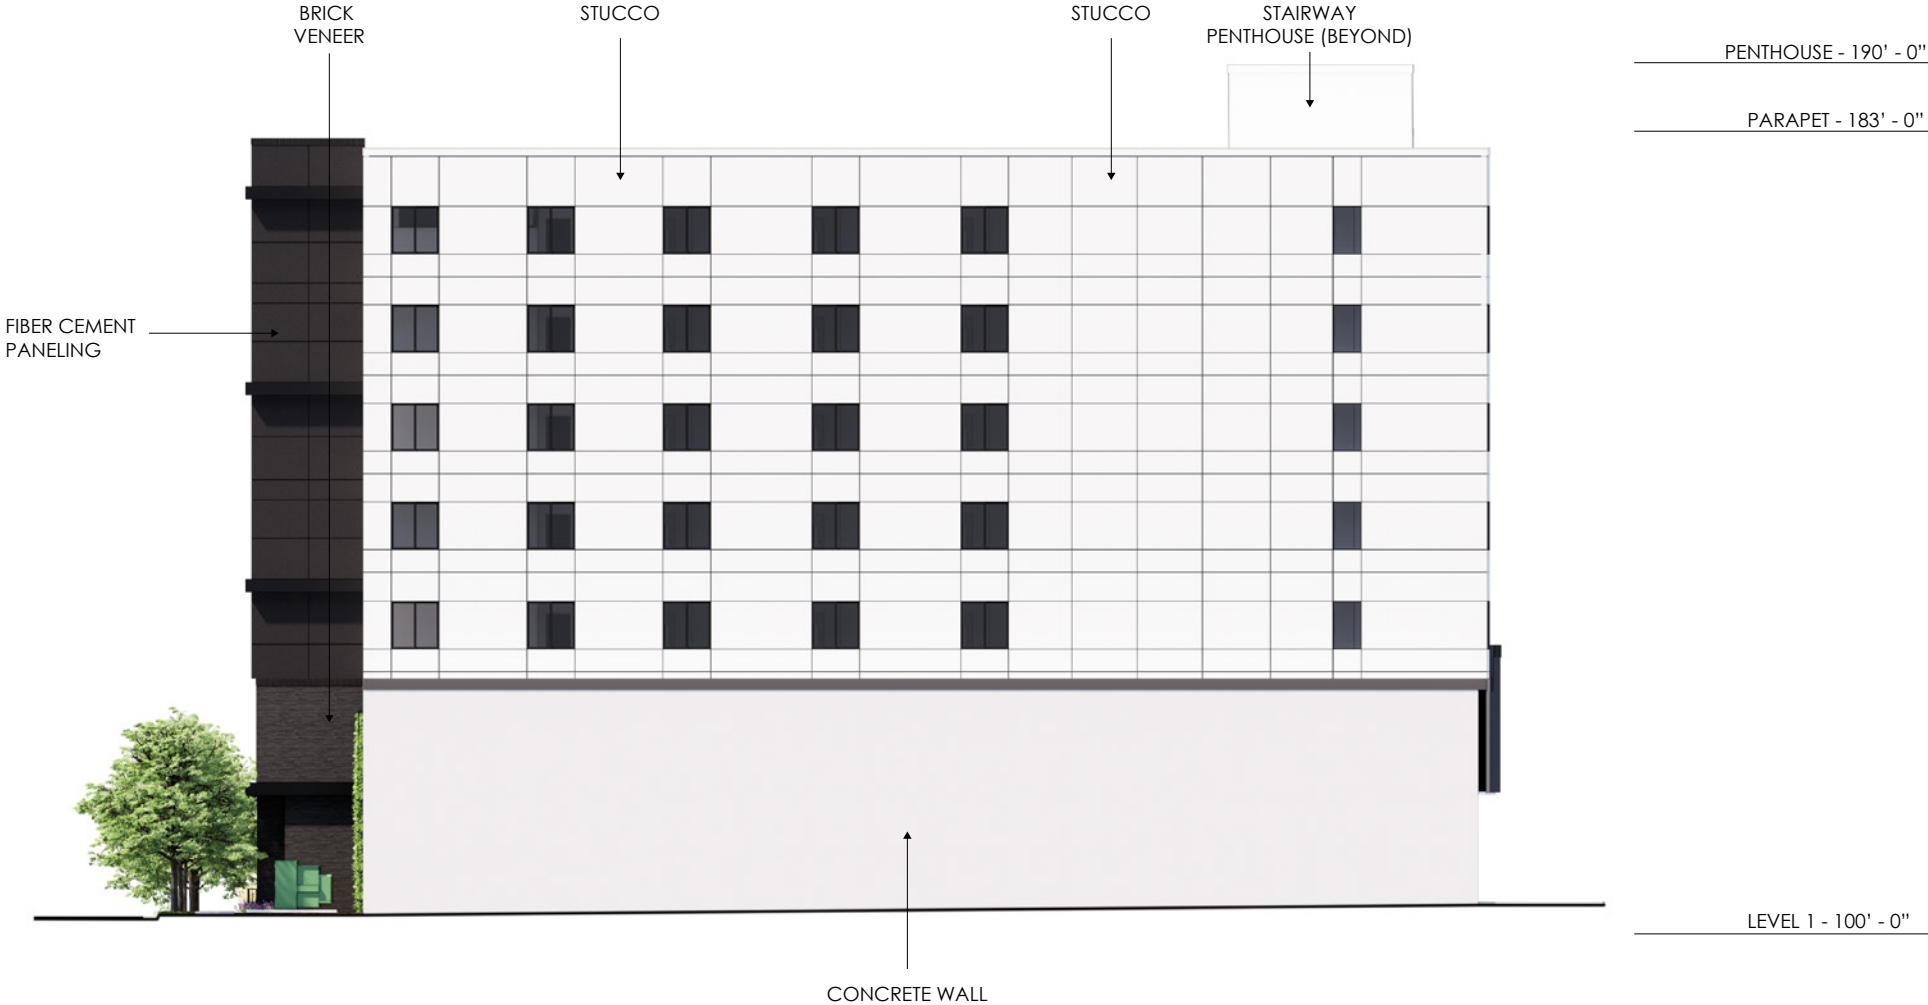 BRICK
VENEER
STUCCO
STUCCO
STAIRWAY
PENTHOUSE (BEYOND)
PENTHOUSE - 190' - 0”
PARAPET - 183' - 0”
FIBER CEMENT
PANELING
LEVEL 1 - 100' - 0”
CONCRETE WALL